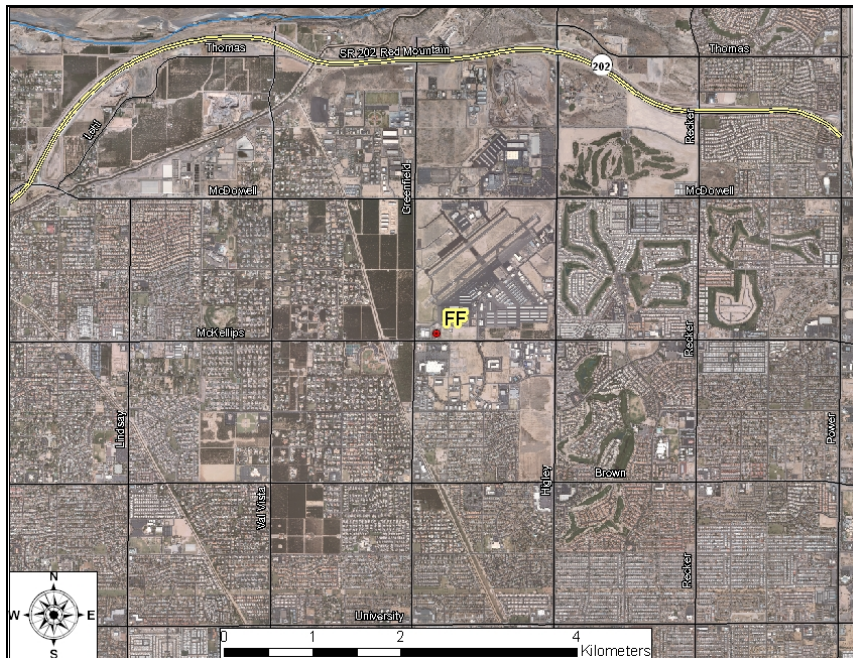 Thomas
SR 202 Red Mountain
Thomas
202
Lehi
Recker
McDowell
Greenfield
McDowell
FF
McKellips
Recker
Lindsay
Power
Val Vista
Higley
Brown
Recker
University
N
W
E
S
0
1
2
4
Kilometers